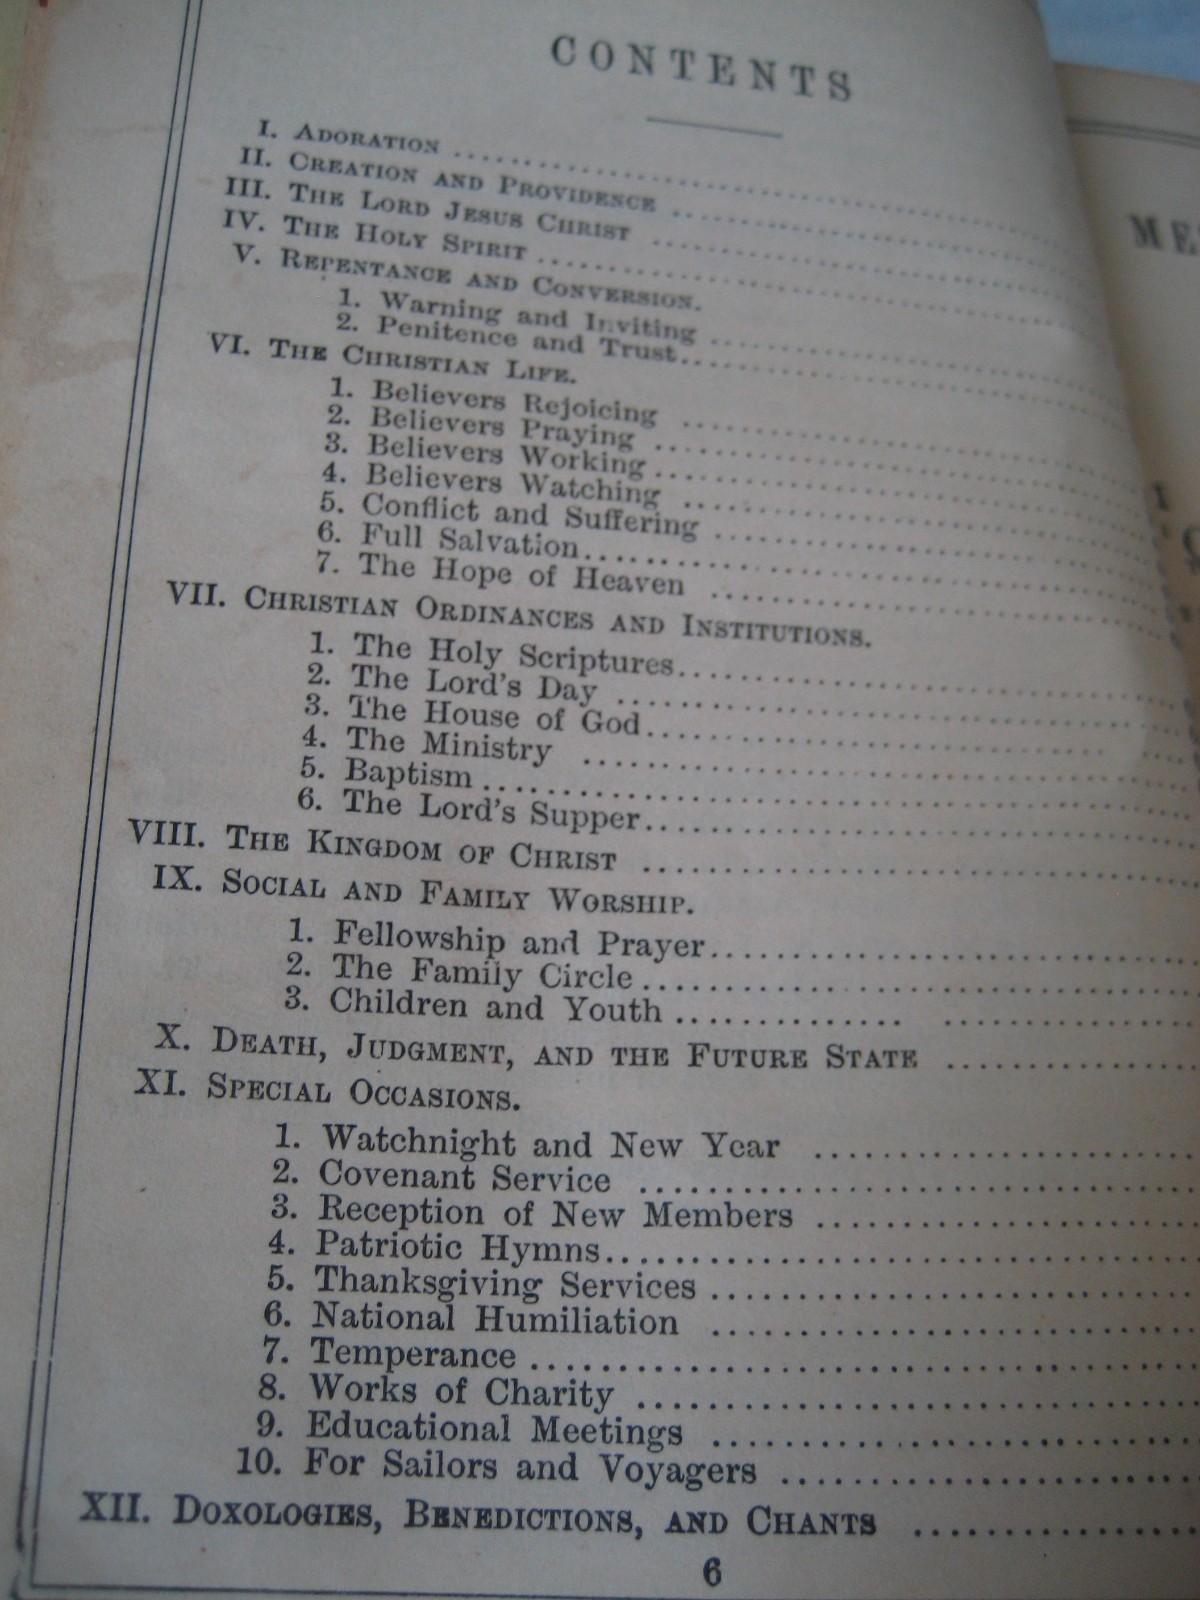 CONTENTS
I. ADORATION ....................
II. CREATION AND PROVIDENCE ....................
III. THE LORD JESUS CHRIST ....................
IV. THE HOLY SPIRIT ....................
V. REPENTANCE AND CONVERSION.
1. Warning and Inviting ....................
2. Penitence and Trust....................
VI. THE CHRISTIAN LIFE.
1. Believers Rejoicing ....................
2. Believers Praying ....................
3. Believers Working ....................
4. Believers Watching ....................
5. Conflict and Suffering ....................
6. Full Salvation....................
7. The Hope of Heaven ....................
VII. CHRISTIAN ORDINANCES AND INSTITUTIONS.
1. The Holy Scriptures....................
2. The Lord's Day ....................
3. The House of God....................
4. The Ministry ....................
5. Baptism ....................
6. The Lord's Supper....................
VIII. THE KINGDOM OF CHRIST ....................
IX. SOCIAL AND FAMILY WORSHIP.
1. Fellowship and Prayer....................
2. The Family Circle ....................
3. Children and Youth ....................
X. DEATH, JUDGMENT, AND THE FUTURE STATE ..........
XI. SPECIAL OCCASIONS.
1. Watchnight and New Year ....................
2. Covenant Service ....................
3. Reception of New Members ....................
4. Patriotic Hymns....................
5. Thanksgiving Services ....................
6. National Humiliation ....................
7. Temperance ....................
8. Works of Charity ....................
9. Educational Meetings ....................
10. For Sailors and Voyagers ....................
XII. DOXOLOGIES, BENEDICTIONS, AND CHANTS ..........
6